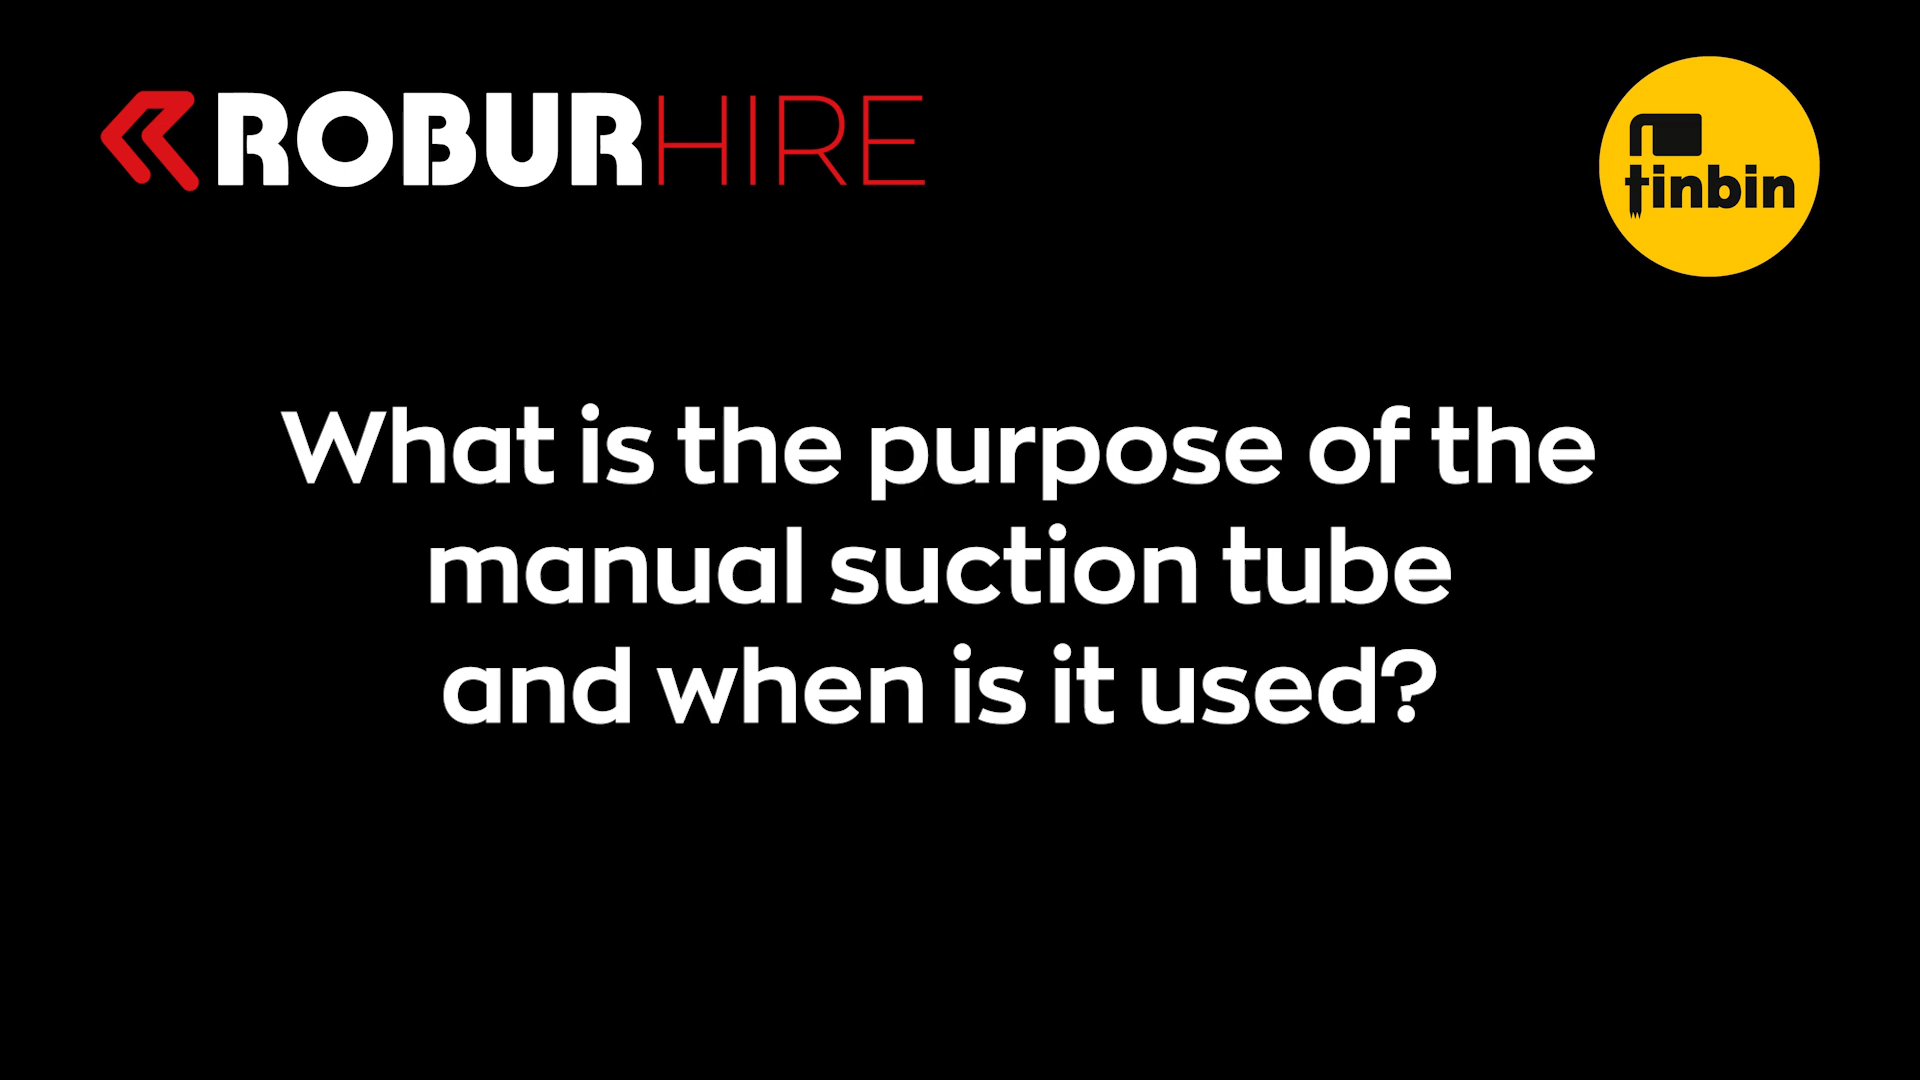 ROBURHIRE
tinbin
What is the purpose of the
manual suction tube
and when is it used?